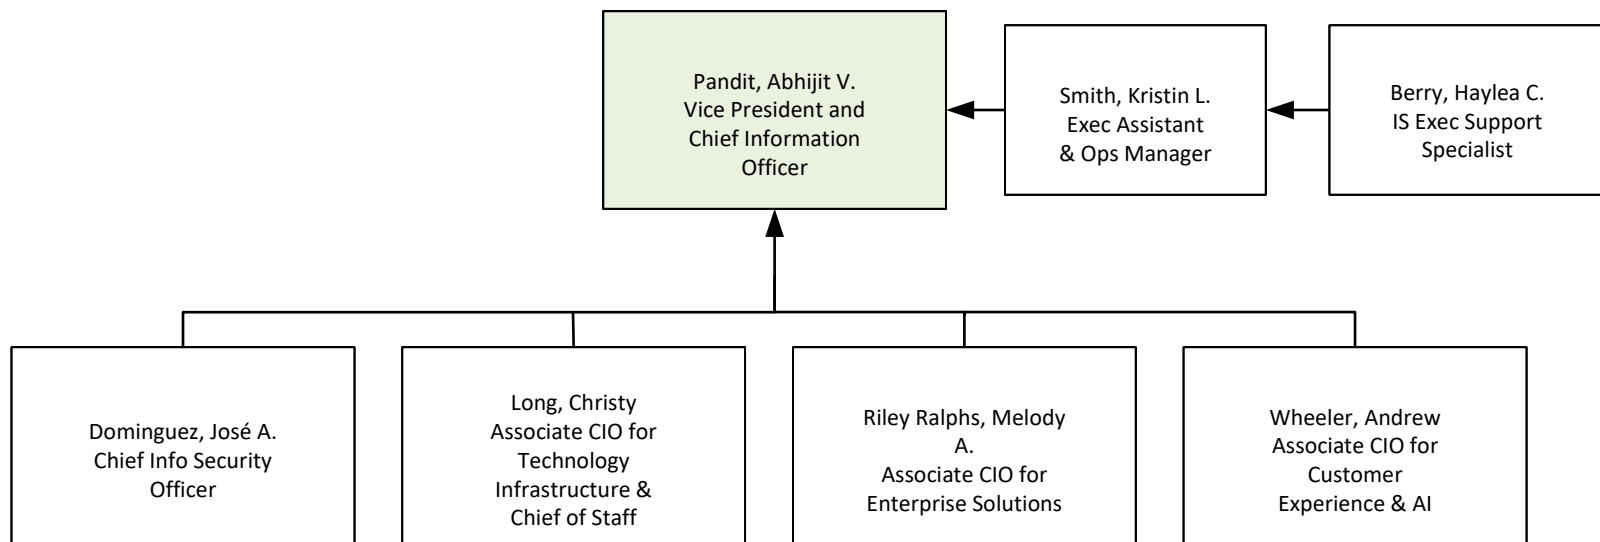 Pandit, Abhijit V.
Vice President and
Chief Information
Officer
Smith, Kristin L.
Exec Assistant
& Ops Manager
Berry, Haylea C.
IS Exec Support
Specialist
Dominguez, José A.
Chief Info Security
Officer
Long, Christy
Associate CIO for
Technology
Infrastructure &
Chief of Staff
Riley Ralphs, Melody
A.
Associate CIO for
Enterprise Solutions
Wheeler, Andrew
Associate CIO for
Customer
Experience & AI